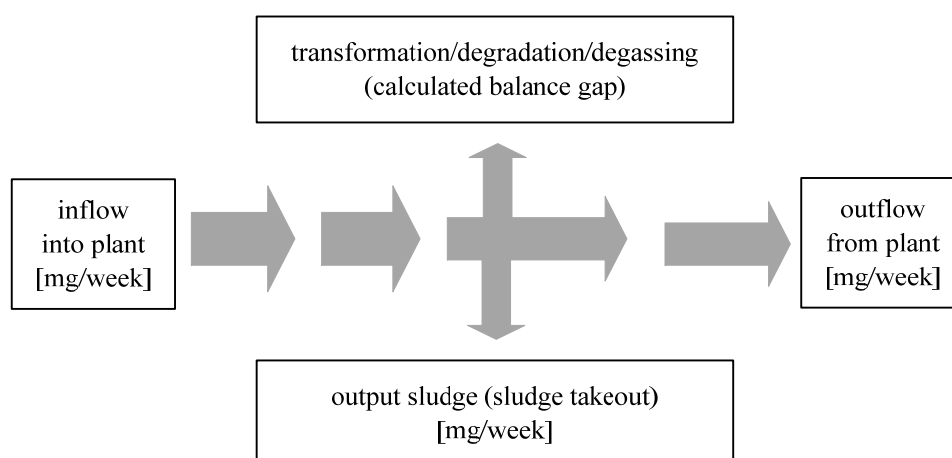 transformation/degradation/degassing
(calculated balance gap)
inflow
into plant
[mg/week]
outflow
from plant
[mg/week]
output sludge (sludge takeout)
[mg/week]